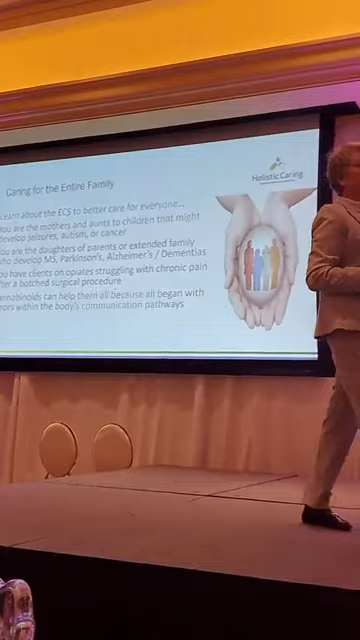 Caring for the Entire Family
Holistic Caring
Learn about the ECS to better care for everyone...
You are the mothers and aunts to children that might
develop seizures, autism, or cancer
You are the daughters of parents or extended family
who develop MS, Parkinson's, Alzheimer's / Dementias
You have clients on opiates struggling with chronic pain
after a botched surgical procedure
annabinoids can help them all because all began with
rors within the body's communication pathways